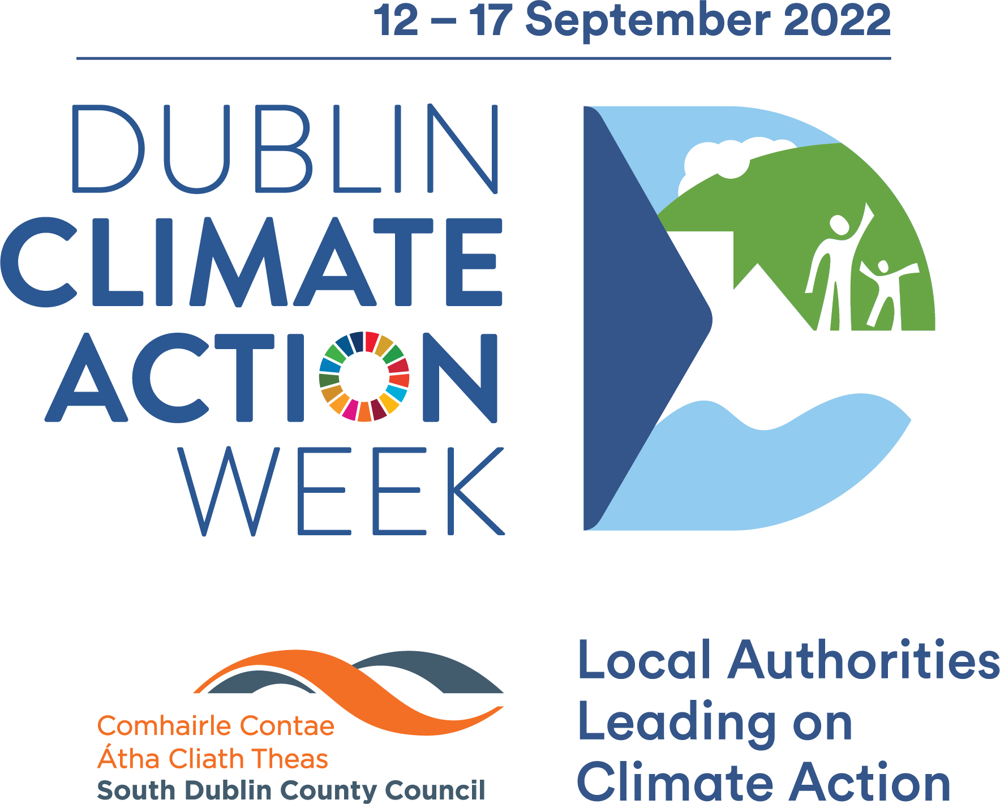 12 – 17 September 2022
DUBLIN
CLIMATE
ACTION
WEEK
Comhairle Contae
Átha Cliath Theas
South Dublin County Council
Local Authorities
Leading on
Climate Action